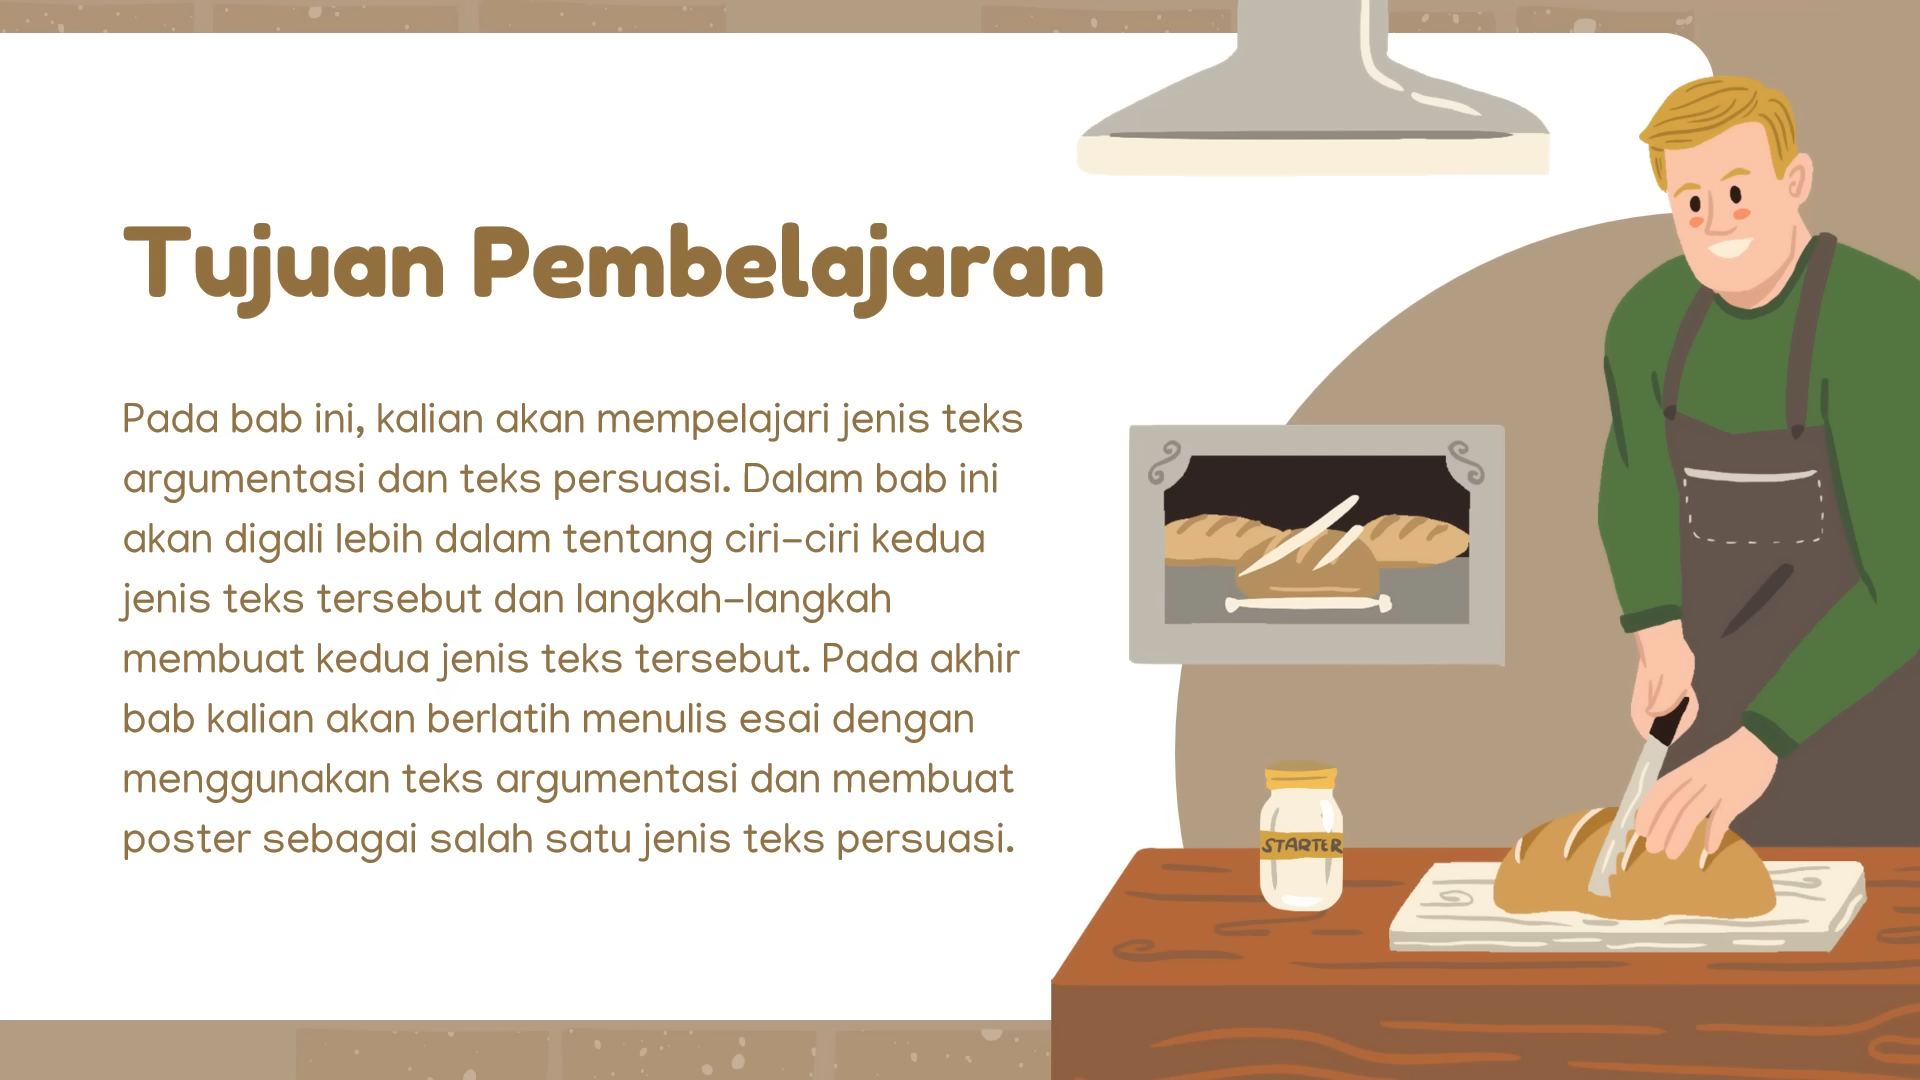 Tujuan Pembelajaran
Pada bab ini, kalian akan mempelajari jenis teks
argumentasi dan teks persuasi. Dalam bab ini
akan digali lebih dalam tentang ciri-ciri kedua
jenis teks tersebut dan langkah-langkah
membuat kedua jenis teks tersebut. Pada akhir
bab kalian akan berlatih menulis esai dengan
menggunakan teks argumentasi dan membuat
poster sebagai salah satu jenis teks persuasi.
STARTER